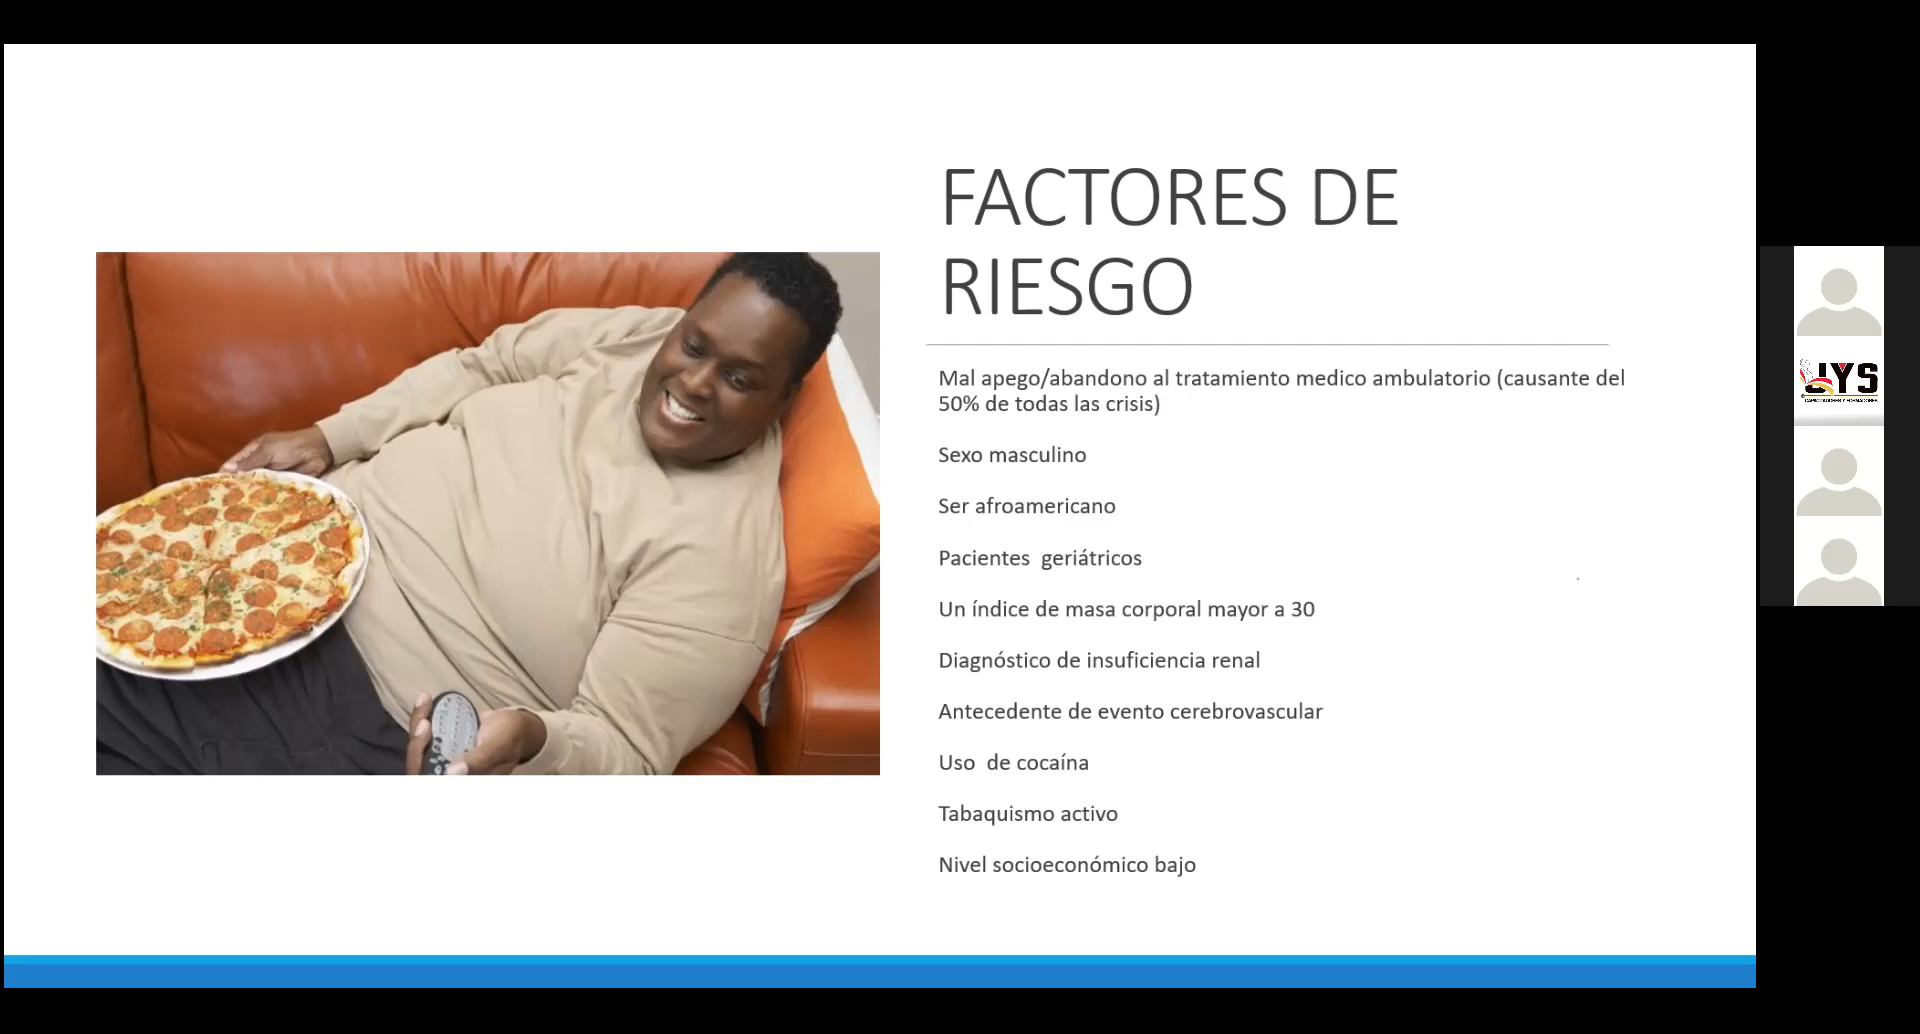 FACTORES DE
RIESGO
Mal apego/abandono al tratamiento medico ambulatorio (causante del
50% de todas las crisis)
Sexo masculino
Ser afroamericano
Pacientes  geriátricos
Un índice de masa corporal mayor a 30
Diagnóstico de insuficiencia renal
Antecedente de evento cerebrovascular
Uso  de cocaína
Tabaquismo activo
Nivel socioeconómico bajo
JYS
CAPACITADORES Y FORMADORES